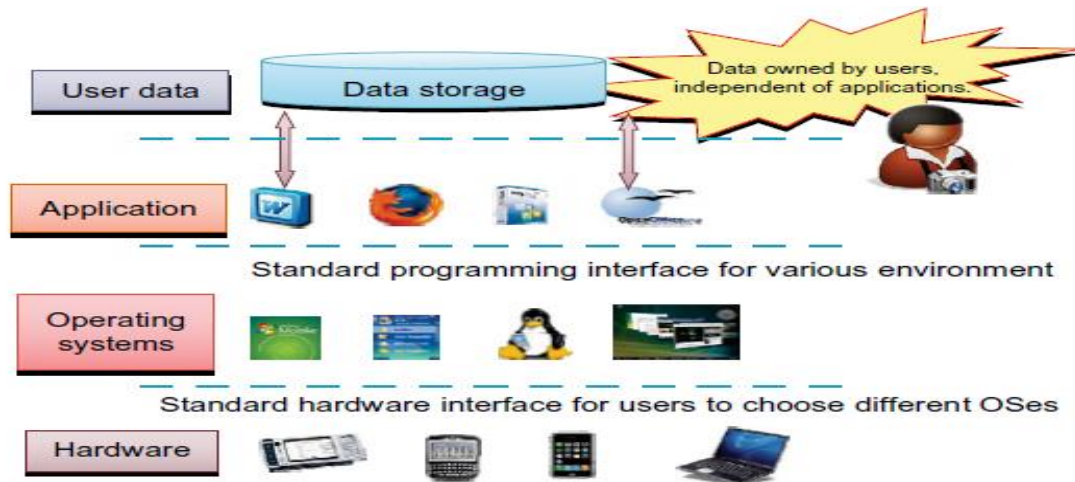 User data
Data storage
Data owned by users,
independent of applications.
Application
W
Standard programming interface for various environment
Operating
systems
Standard hardware interface for users to choose different OSes
Hardware